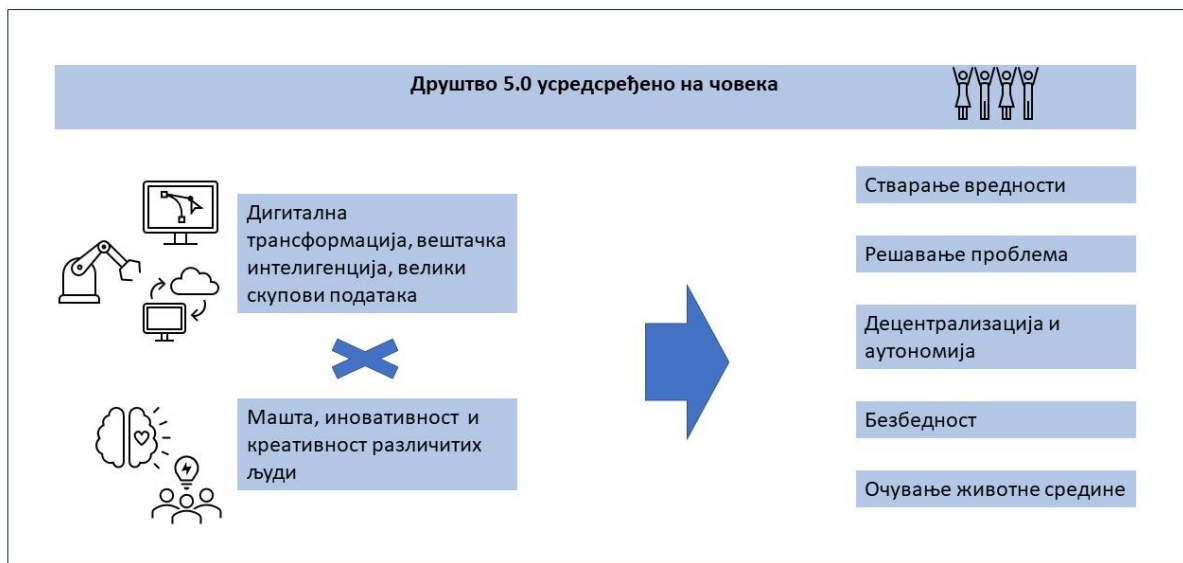 Друштво 5.0 усредсређено на човека
Дигитална
трансформација, вештачка
интелигенција, велики
скупови података
Машта, иновативност и
креативност различитих
људи
Стварање вредности
Решавање проблема
Децентрализација и
аутономија
Безбедност
Очување животне средине